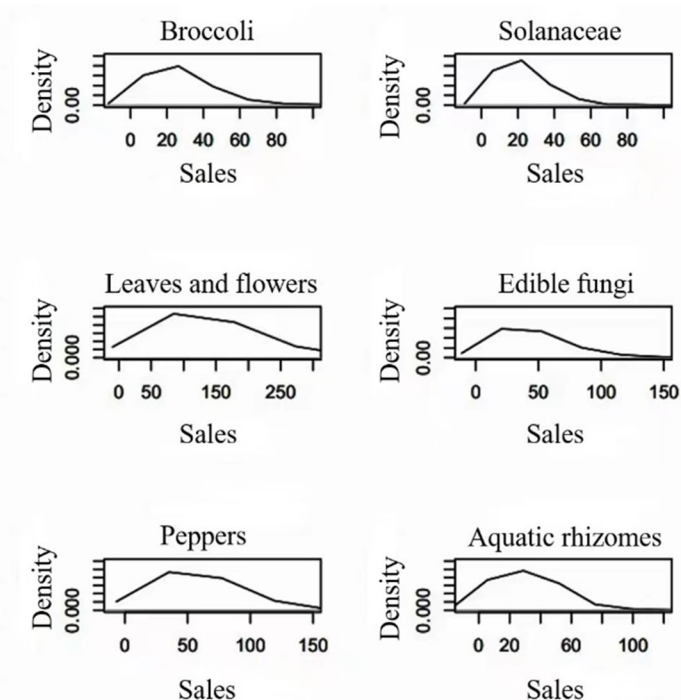 Broccoli
Density
0.00
0 20 40 60 80
Sales
Solanaceae
Density
0.00
0 20 40 60 80
Sales
Leaves and flowers
Density
0.000
0 50 150 250
Sales
Edible fungi
Density
0.00
0 50 100 150
Sales
Peppers
Density
0.000
0 50 100 150
Sales
Aquatic rhizomes
Density
0.000
0 20 60 100
Sales